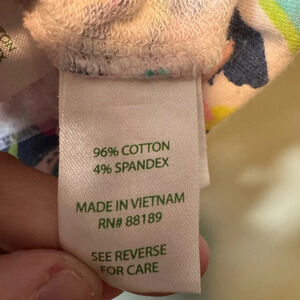 96% COTTON
4% SPANDEX
MADE IN VIETNAM
RN# 88189
SEE REVERSE
FOR CARE